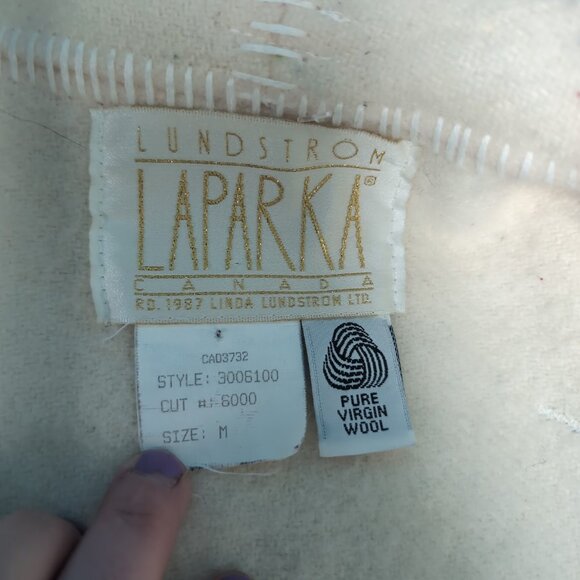 LUNDSTROM
LAPARKA®
CANADA
RD. 1987 LINDA LUNDSTROM LTD.
CA03732
STYLE: 3006100
CUT #: 6000
SIZE: M
PURE
VIRGIN
WOOL